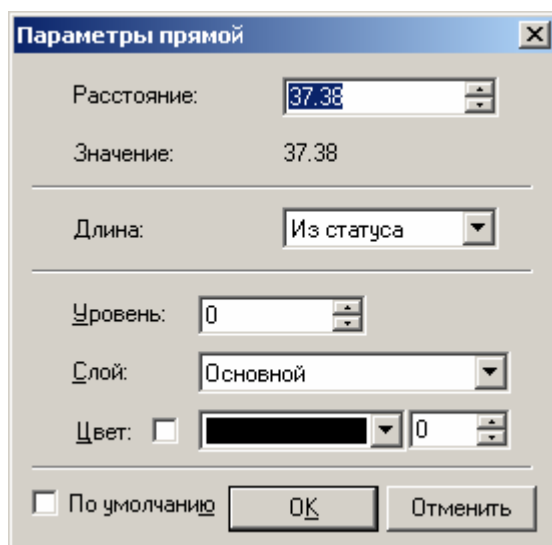 Параметры прямой
Расстояние: 37.38
Значение: 37.38
Длина: Из статуса
Уровень: 0
Слой: Основной
Цвет: 0
По умолчанию OK Отменить